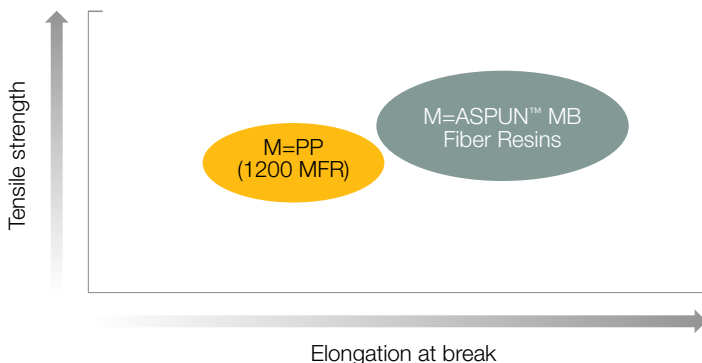 Tensile strength
M=PP
(1200 MFR)
M=ASPUN™ MB
Fiber Resins
Elongation at break